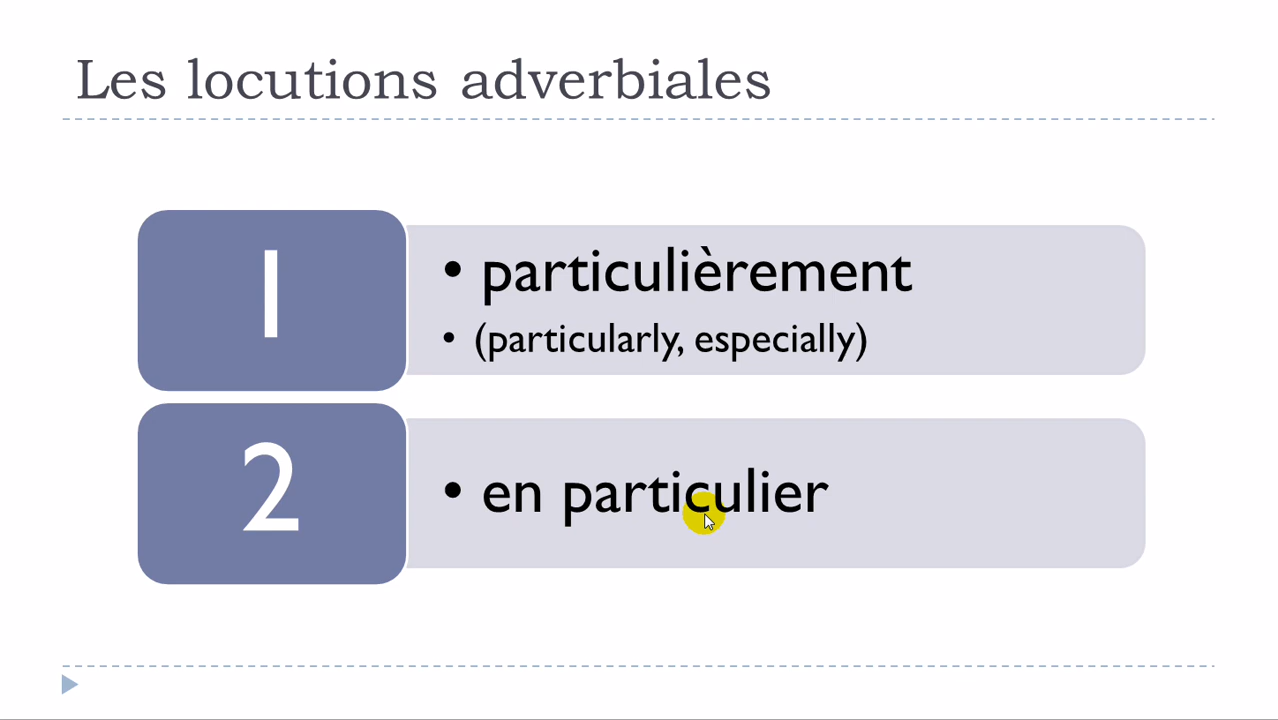 Les locutions adverbiales
1
• particulièrement
• (particularly, especially)
2
• en particulier